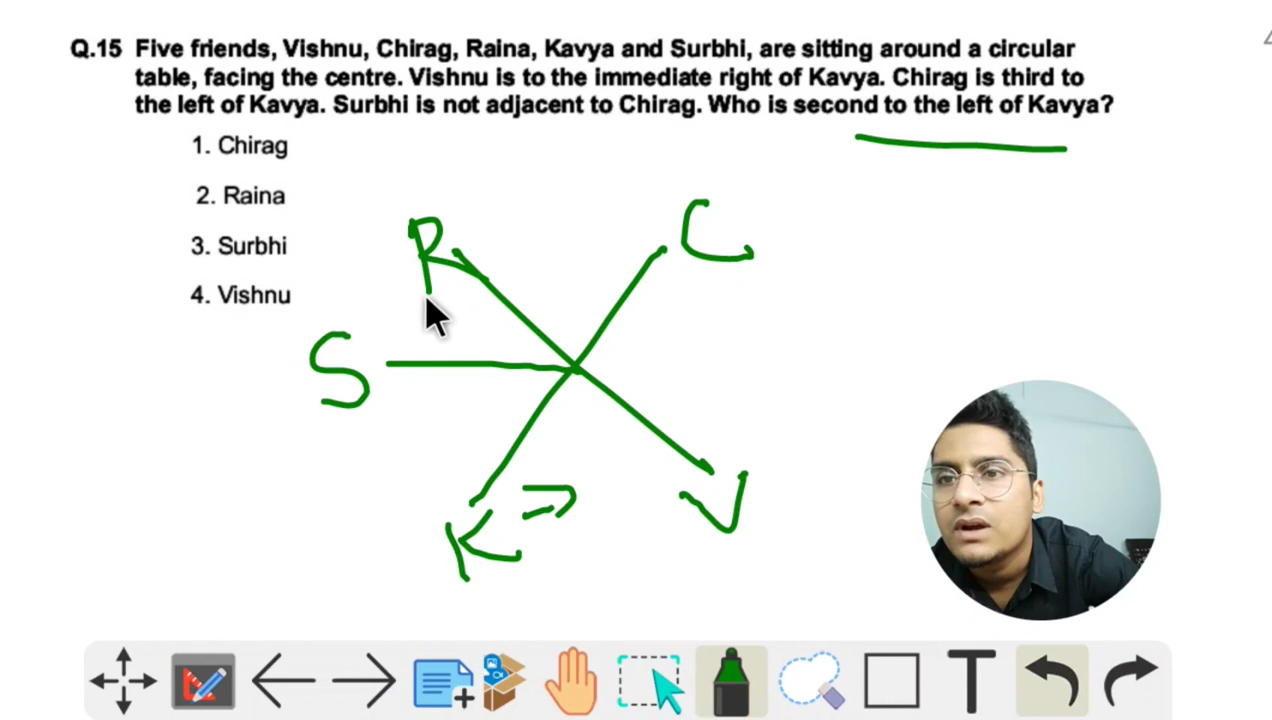 Q.15 Five friends, Vishnu, Chirag, Raina, Kavya and Surbhi, are sitting around a circular
table, facing the centre. Vishnu is to the immediate right of Kavya. Chirag is third to
the left of Kavya. Surbhi is not adjacent to Chirag. Who is second to the left of Kavya?
1. Chirag
2. Raina
3. Surbhi
4. Vishnu
R C
S
K V
T